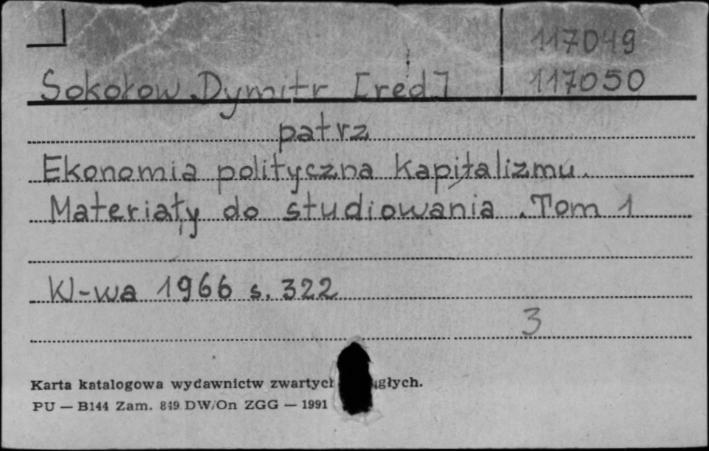 117049
Sokołow Dymitr [red]
117050
patrz
Ekonomia polityczna kapitalizmu.
Materiały do studiowania. Tom 1
W-wa 1966 s. 322
3
Karta katalogowa wydawnictw zwartych głych.
PU — B144 Zam. 849 DW/On ZGG — 1991